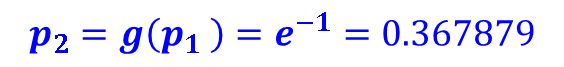 p₂ = g(p₁ ) = e⁻¹ = 0.367879